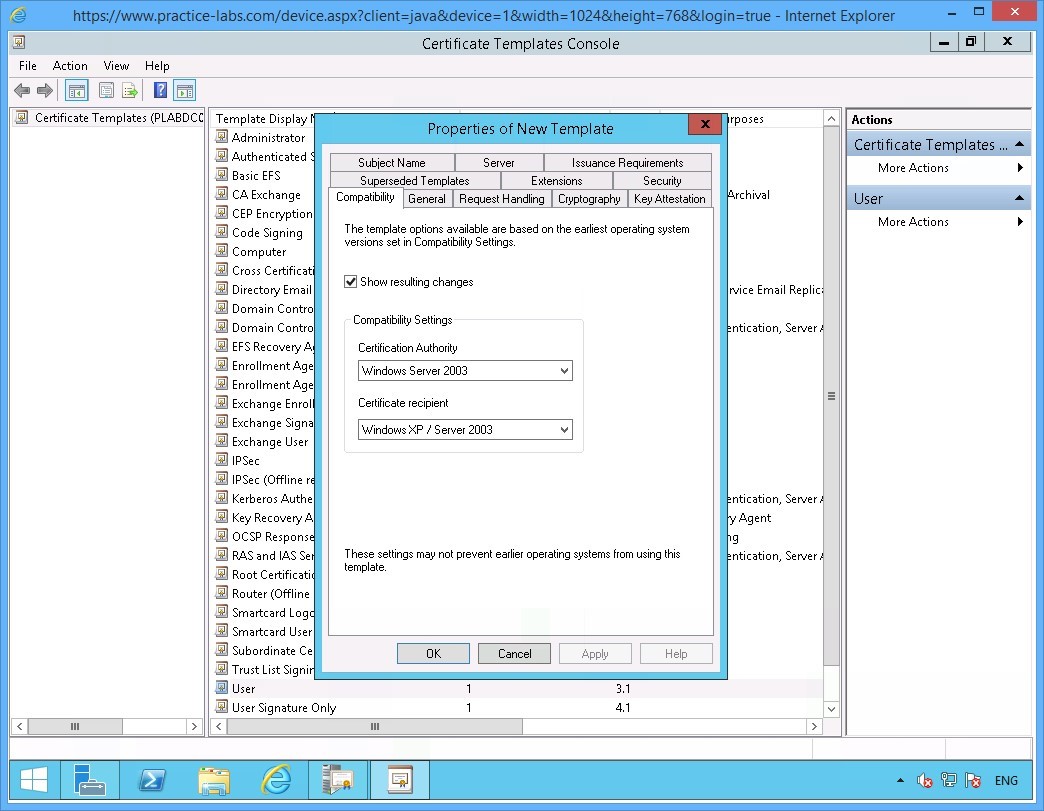 https://www.practice-labs.com/device.aspx?client=java&device=1&width=1024&height=768&login=true - Internet Explorer
Certificate Templates Console
File Action View Help
Certificate Templates (PLABDC0
Template Display
urposes
Administrator
Authenticated S
Basic EFS
CA Exchange
Archival
CEP Encryption
Code Signing
Computer
Cross Certificati
Directory Email
rvice Email Replica
Domain Contro
Domain Contro
entication, Server A
EFS Recovery Ag
Enrollment Age
Enrollment Age
Exchange Enroll
Exchange Signa
Exchange User
IPSec
IPSec (Offline re
Kerberos Authe
entication, Server A
Key Recovery A
y Agent
OCSP Response
ng
RAS and IAS Ser
entication, Server A
Root Certificatio
Router (Offline
Smartcard Logo
Smartcard User
Subordinate Ce
Trust List Signin
User 1 3.1
User Signature Only 1 4.1
Properties of New Template
Subject Name Server Issuance Requirements
Superseded Templates Extensions Security
Compatibility General Request Handling Cryptography Key Attestation
The template options available are based on the earliest operating system
versions set in Compatibility Settings.
Show resulting changes
Compatibility Settings
Certification Authority
Windows Server 2003
Certificate recipient
Windows XP / Server 2003
These settings may not prevent earlier operating systems from using this
template.
OK Cancel Apply Help
Actions
Certificate Templates ...
More Actions
User
More Actions
ENG